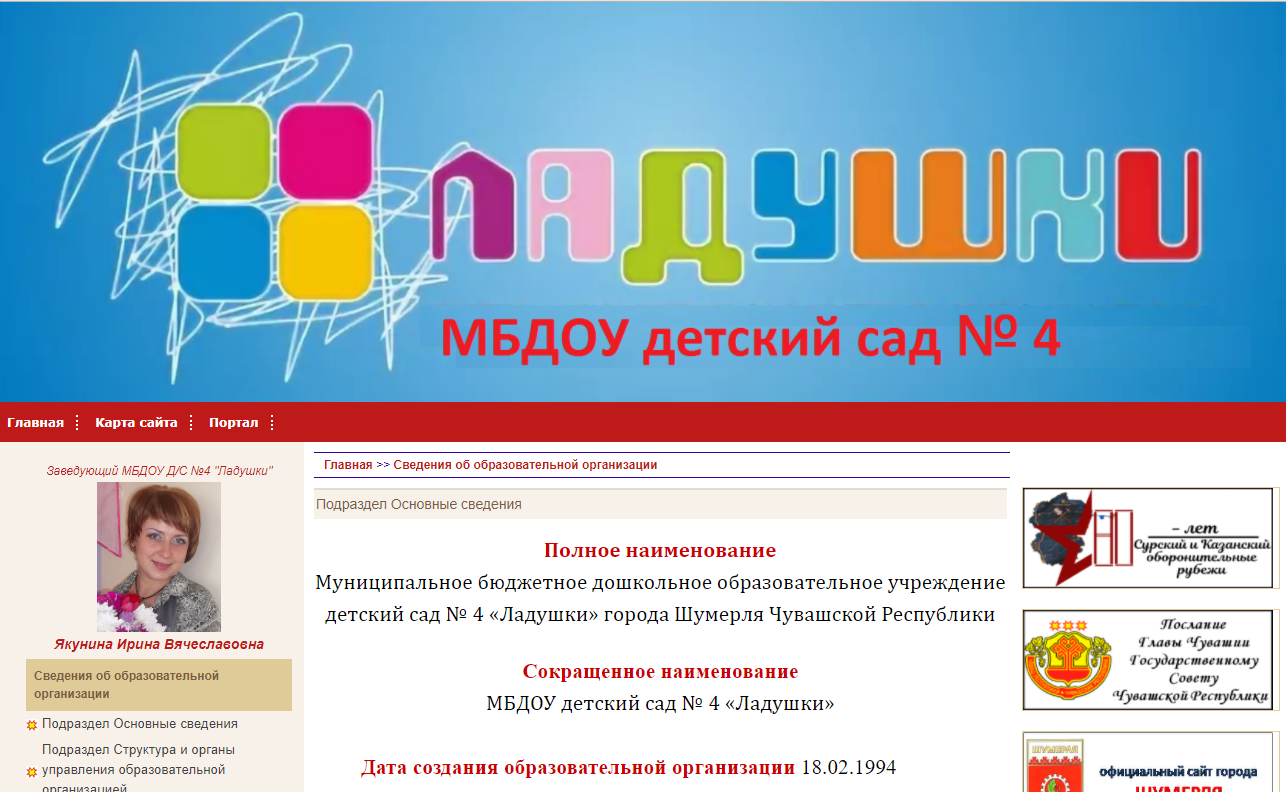 ЛАДУШКИ
МБДОУ детский сад № 4
Главная
Карта сайта
Портал
Заведующий МБДОУ Д/С №4 "Ладушки"
Якунина Ирина Вячеславовна
Сведения об образовательной
организации
Подраздел Основные сведения
Подраздел Структура и органы
управления образовательной
организацией
Главная >> Сведения об образовательной организации
Подраздел Основные сведения
Полное наименование
Муниципальное бюджетное дошкольное образовательное учреждение
детский сад № 4 «Ладушки» города Шумерля Чувашской Республики
Сокращенное наименование
МБДОУ детский сад № 4 «Ладушки»
Дата создания образовательной организации 18.02.1994
80 – лет
Сурский и Казанский
оборонительные
рубежи
Послание
Главы Чувашии
Государственному
Совету
Чувашской Республики
ШУМЕРЛЯ
официальный сайт города
ШУМЕРЛЯ